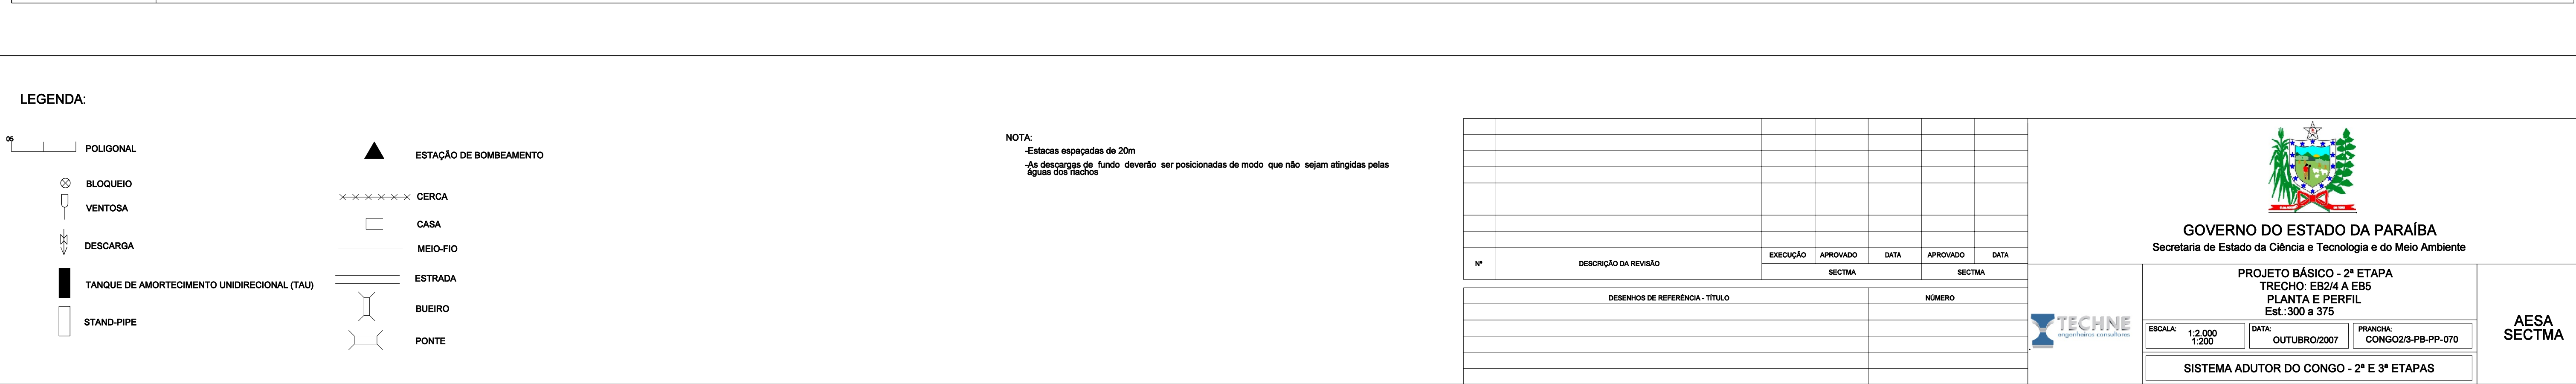 LEGENDA:
05
POLIGONAL
BLOQUEIO
VENTOSA
DESCARGA
TANQUE DE AMORTECIMENTO UNIDIRECIONAL (TAU)
STAND-PIPE
ESTAÇÃO DE BOMBEAMENTO
CERCA
CASA
MEIO-FIO
ESTRADA
BUEIRO
PONTE
NOTA:
-Estacas espaçadas de 20m
-As descargas de fundo deverão ser posicionadas de modo que não sejam atingidas pelas
águas dos riachos
Nº DESCRIÇÃO DA REVISÃO EXECUÇÃO APROVADO DATA APROVADO DATA
SECTMA SECTMA
DESENHOS DE REFERÊNCIA - TÍTULO NÚMERO
GOVERNO DO ESTADO DA PARAÍBA
Secretaria de Estado da Ciência e Tecnologia e do Meio Ambiente
TECHNE
engenheiros consultores
PROJETO BÁSICO - 2ª ETAPA
TRECHO: EB2/4 A EB5
PLANTA E PERFIL
Est.:300 a 375
ESCALA: 1:2.000
1:200
DATA:
OUTUBRO/2007
PRANCHA:
CONGO2/3-PB-PP-070
SISTEMA ADUTOR DO CONGO - 2ª E 3ª ETAPAS
AESA
SECTMA